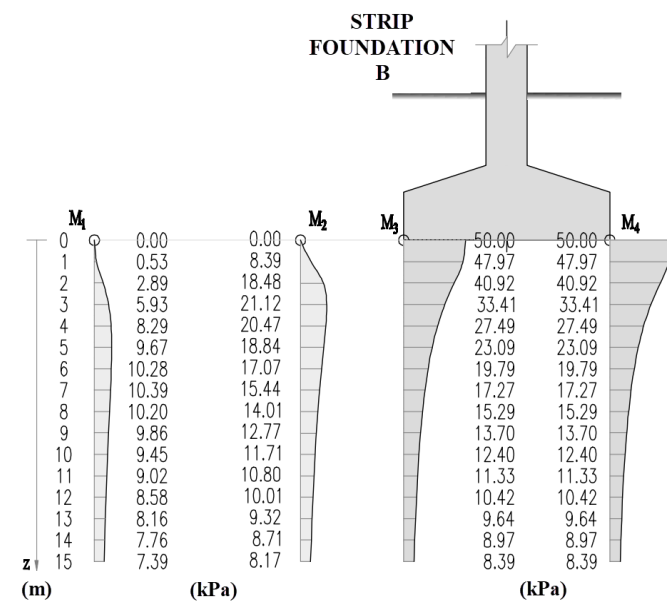 STRIP
FOUNDATION
B
M1 M2 M3 M4
0 0.00 0.00 50.00 50.00
1 0.53 8.39 47.97 47.97
2 2.89 18.48 40.92 40.92
3 5.93 21.12 33.41 33.41
4 8.29 20.47 27.49 27.49
5 9.67 18.84 23.09 23.09
6 10.28 17.07 19.79 19.79
7 10.39 15.44 17.27 17.27
8 10.20 14.01 15.29 15.29
9 9.86 12.77 13.70 13.70
10 9.45 11.71 12.40 12.40
11 9.02 10.80 11.33 11.33
12 8.58 10.01 10.42 10.42
13 8.16 9.32 9.64 9.64
14 7.76 8.71 8.97 8.97
z 15 7.39 8.17 8.39 8.39
(m) (kPa) (kPa)